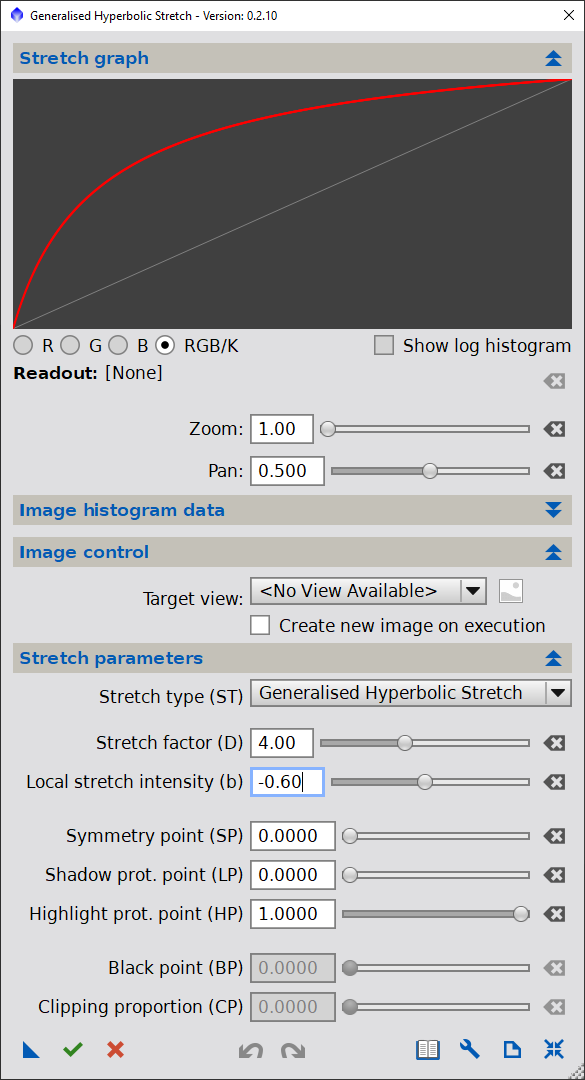 Generalised Hyperbolic Stretch - Version: 0.2.10
Stretch graph
R G B RGB/K Show log histogram
Readout: [None]
Zoom: 1.00
Pan: 0.500
Image histogram data
Image control
Target view: <No View Available>
Create new image on execution
Stretch parameters
Stretch type (ST) Generalised Hyperbolic Stretch
Stretch factor (D) 4.00
Local stretch intensity (b) -0.60
Symmetry point (SP) 0.0000
Shadow prot. point (LP) 0.0000
Highlight prot. point (HP) 1.0000
Black point (BP) 0.0000
Clipping proportion (CP) 0.0000